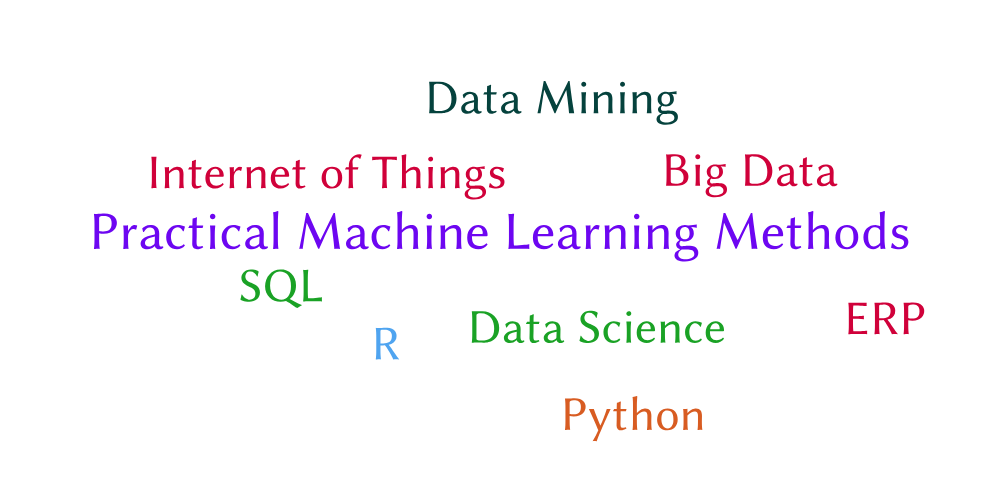 Data Mining
Internet of Things
Big Data
Practical Machine Learning Methods
SQL
R
Data Science
ERP
Python